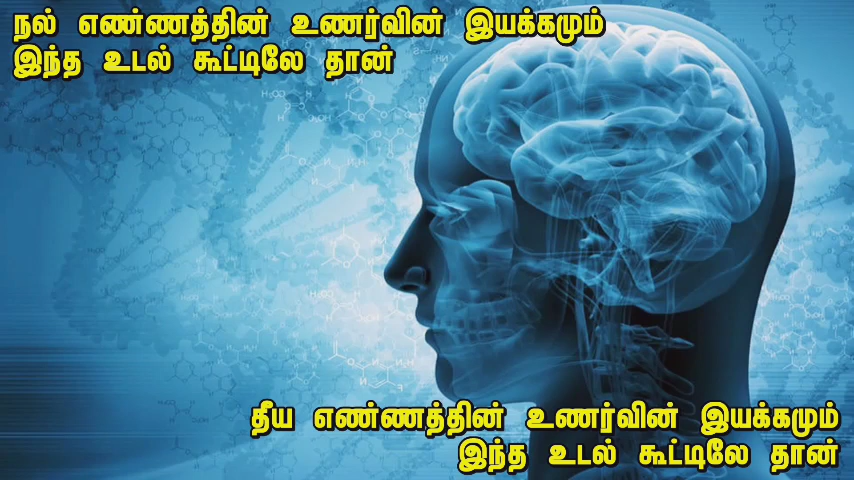 நல் எண்ணத்தின் உணர்வின் இயக்கமும்
இந்த உடல் கூட்டிலே தான்
தீய எண்ணத்தின் உணர்வின் இயக்கமும்
இந்த உடல் கூட்டிலே தான்